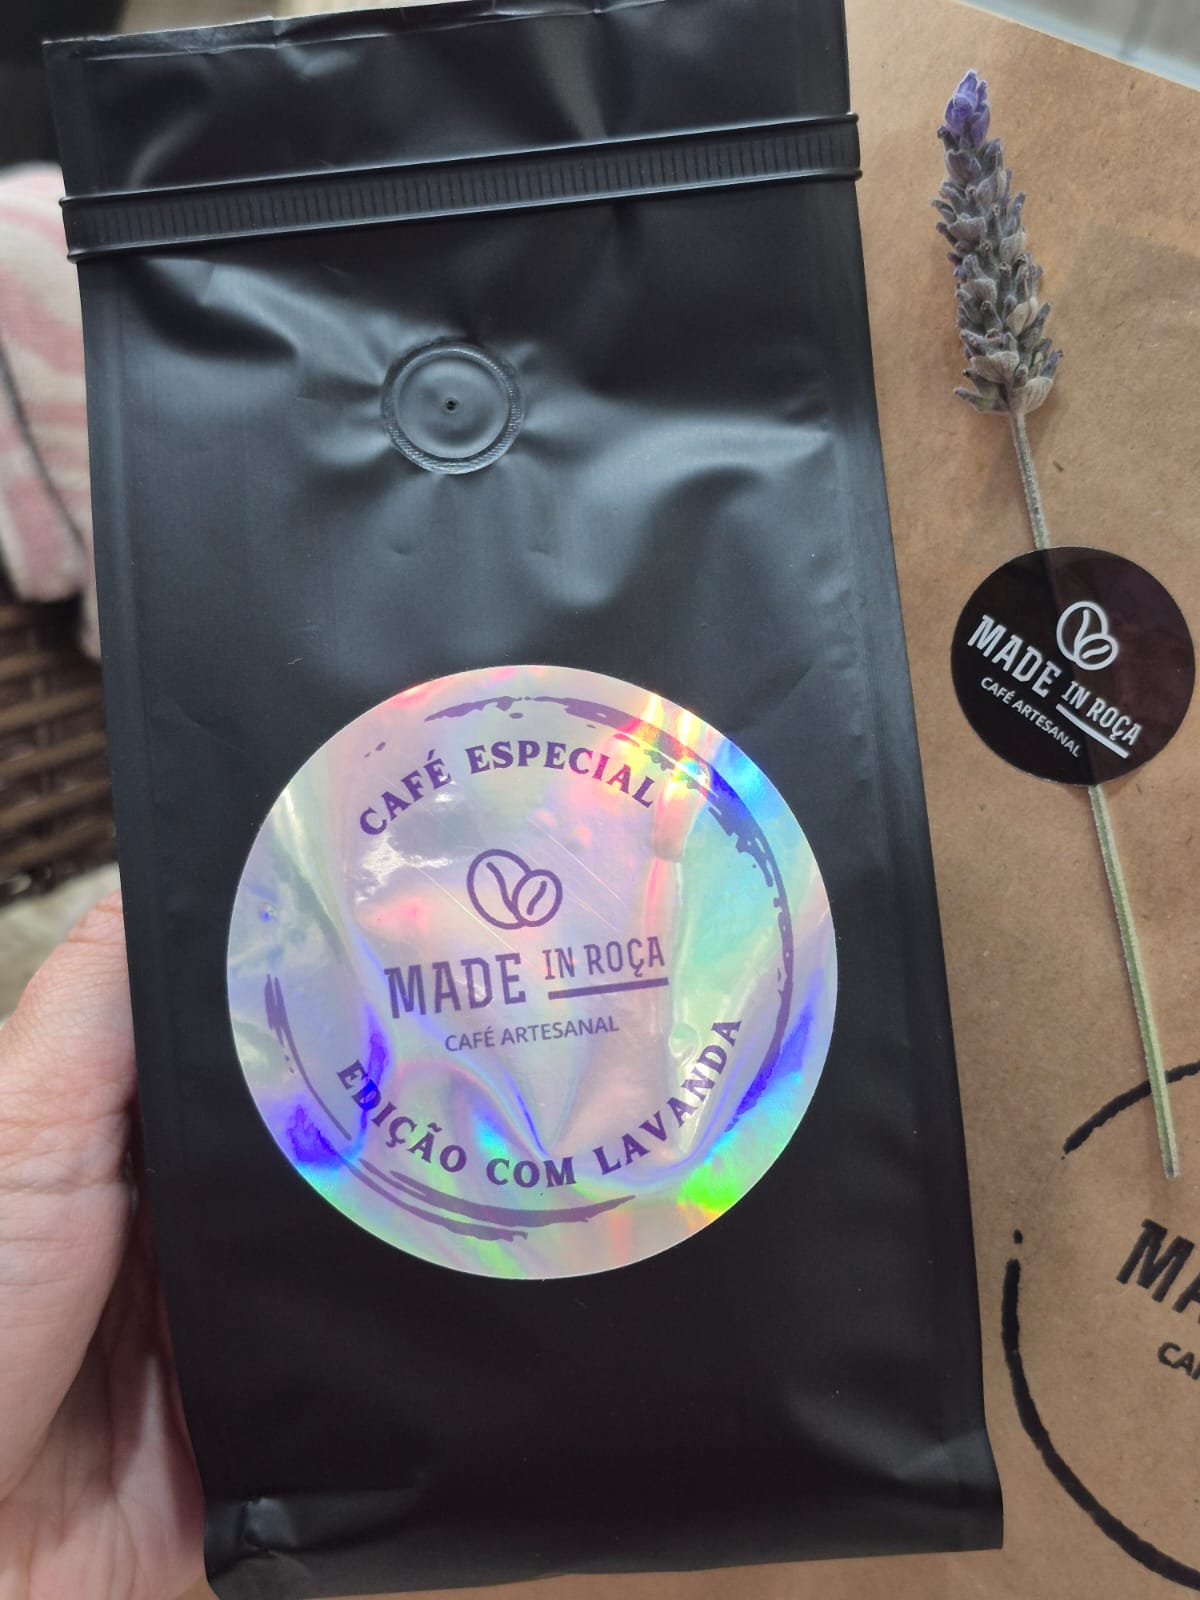 CAFÉ ESPECIAL
MADE IN ROÇA
CAFÉ ARTESANAL
EDIÇÃO COM LAVANDA
MADE IN ROÇA
CAFÉ ARTESANAL